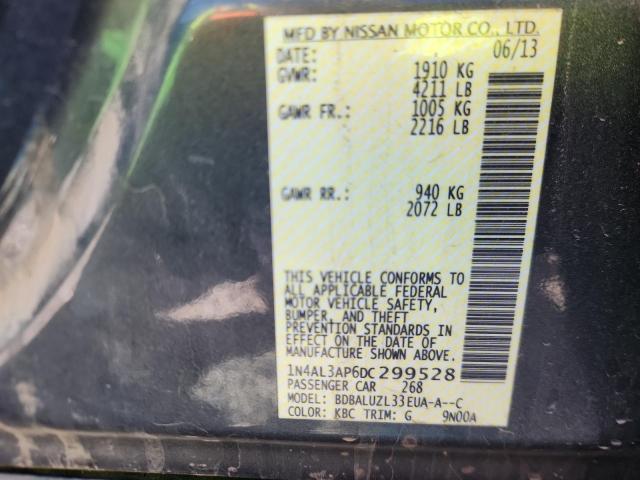 MFD BY NISSAN MOTOR CO., LTD.
DATE: 06/13
GVWR: 1910 KG
4211 LB
GAWR FR.: 1005 KG
2216 LB
GAWR RR.: 940 KG
2072 LB
THIS VEHICLE CONFORMS TO
ALL APPLICABLE FEDERAL
MOTOR VEHICLE SAFETY,
BUMPER, AND THEFT
PREVENTION STANDARDS IN
EFFECT ON THE DATE OF
MANUFACTURE SHOWN ABOVE.
1N4AL3AP6DC299528
PASSENGER CAR 268
MODEL: BDBALUZL33EUA-A--C
COLOR: KBC TRIM: G 9N00A